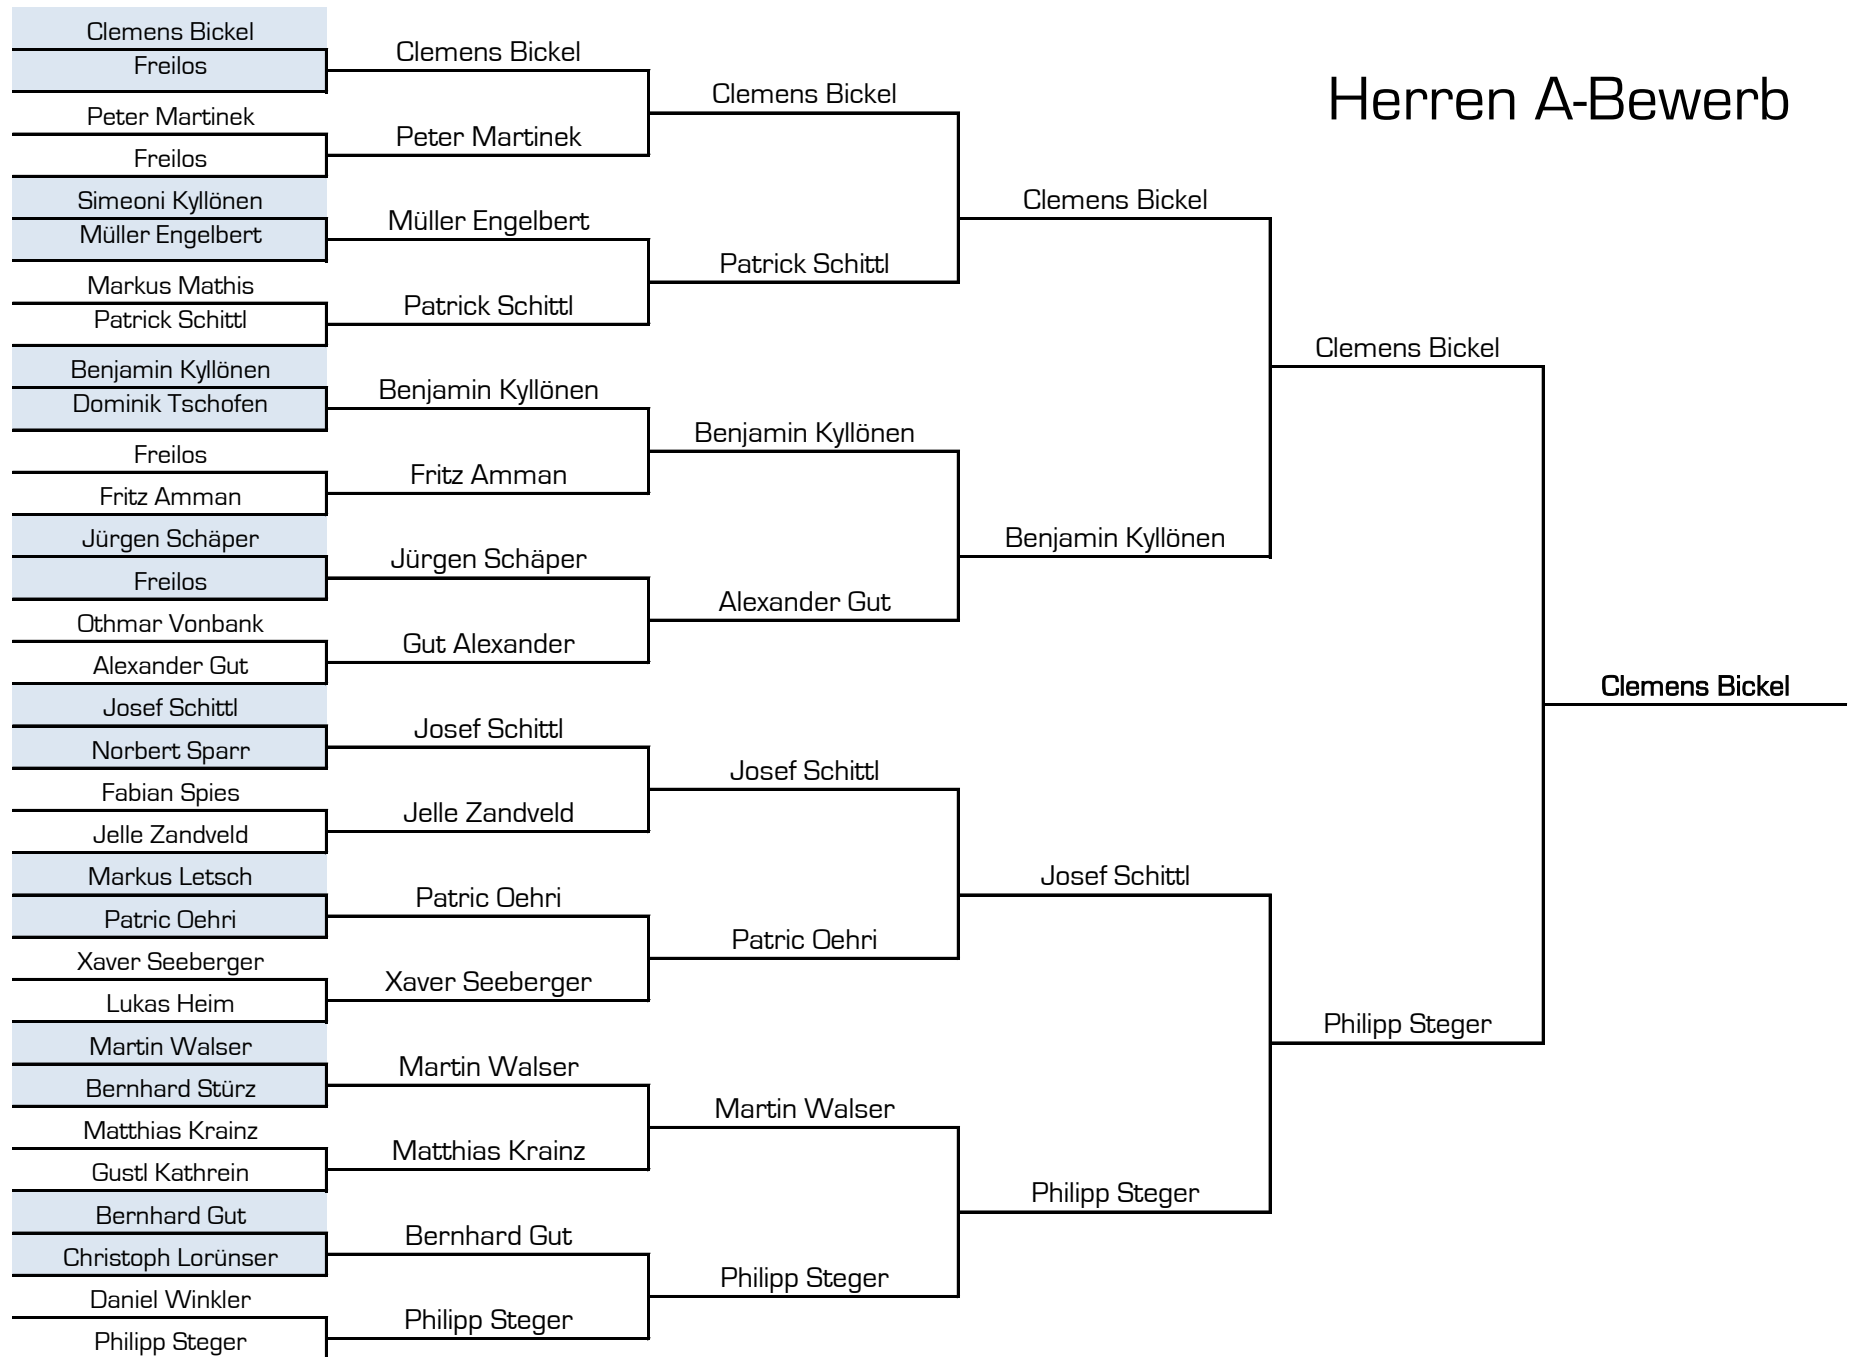 Herren A-Bewerb
Clemens Bickel
Freilos
Peter Martinek
Freilos
Simeoni Kyllönen
Müller Engelbert
Markus Mathis
Patrick Schittl
Benjamin Kyllönen
Dominik Tschofen
Freilos
Fritz Amman
Jürgen Schäper
Freilos
Othmar Vonbank
Alexander Gut
Josef Schittl
Norbert Sparr
Fabian Spies
Jelle Zandveld
Markus Letsch
Patric Oehri
Xaver Seeberger
Lukas Heim
Martin Walser
Bernhard Stürz
Matthias Krainz
Gustl Kathrein
Bernhard Gut
Christoph Lorünser
Daniel Winkler
Philipp Steger
Clemens Bickel
Peter Martinek
Müller Engelbert
Patrick Schittl
Benjamin Kyllönen
Fritz Amman
Jürgen Schäper
Gut Alexander
Josef Schittl
Jelle Zandveld
Patric Oehri
Xaver Seeberger
Martin Walser
Matthias Krainz
Bernhard Gut
Philipp Steger
Clemens Bickel
Patrick Schittl
Benjamin Kyllönen
Alexander Gut
Josef Schittl
Patric Oehri
Martin Walser
Philipp Steger
Clemens Bickel
Benjamin Kyllönen
Josef Schittl
Philipp Steger
Clemens Bickel
Philipp Steger
Clemens Bickel